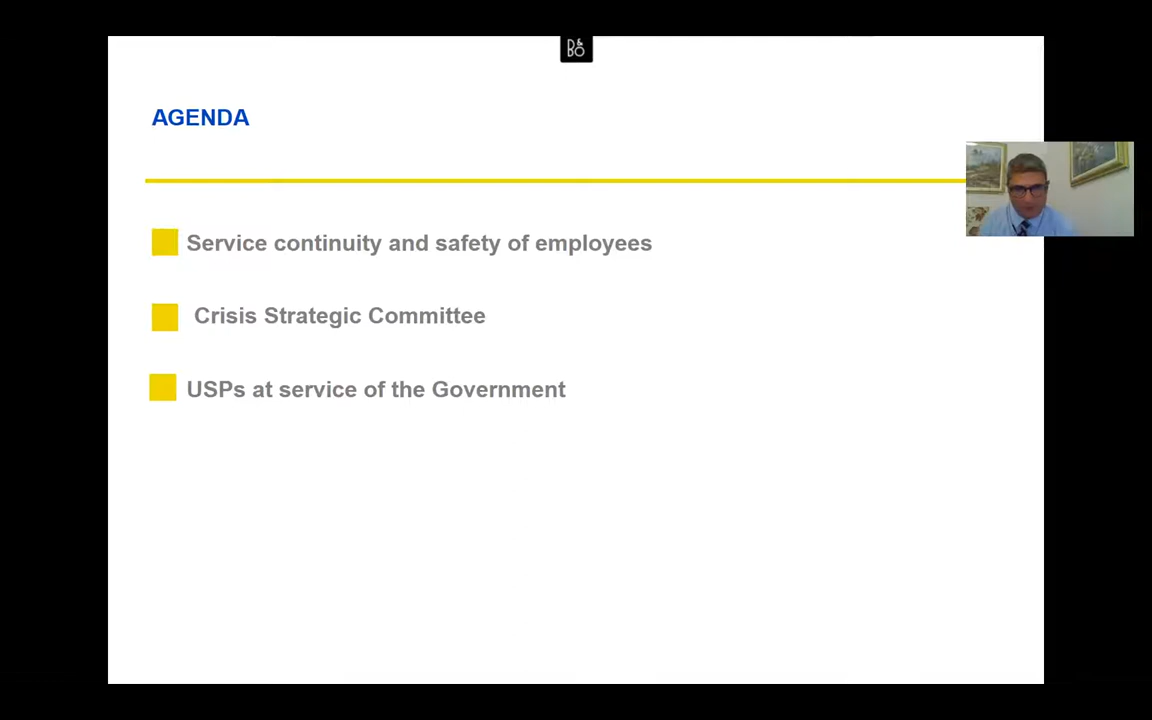 B&O
AGENDA
Service continuity and safety of employees
Crisis Strategic Committee
USPs at service of the Government